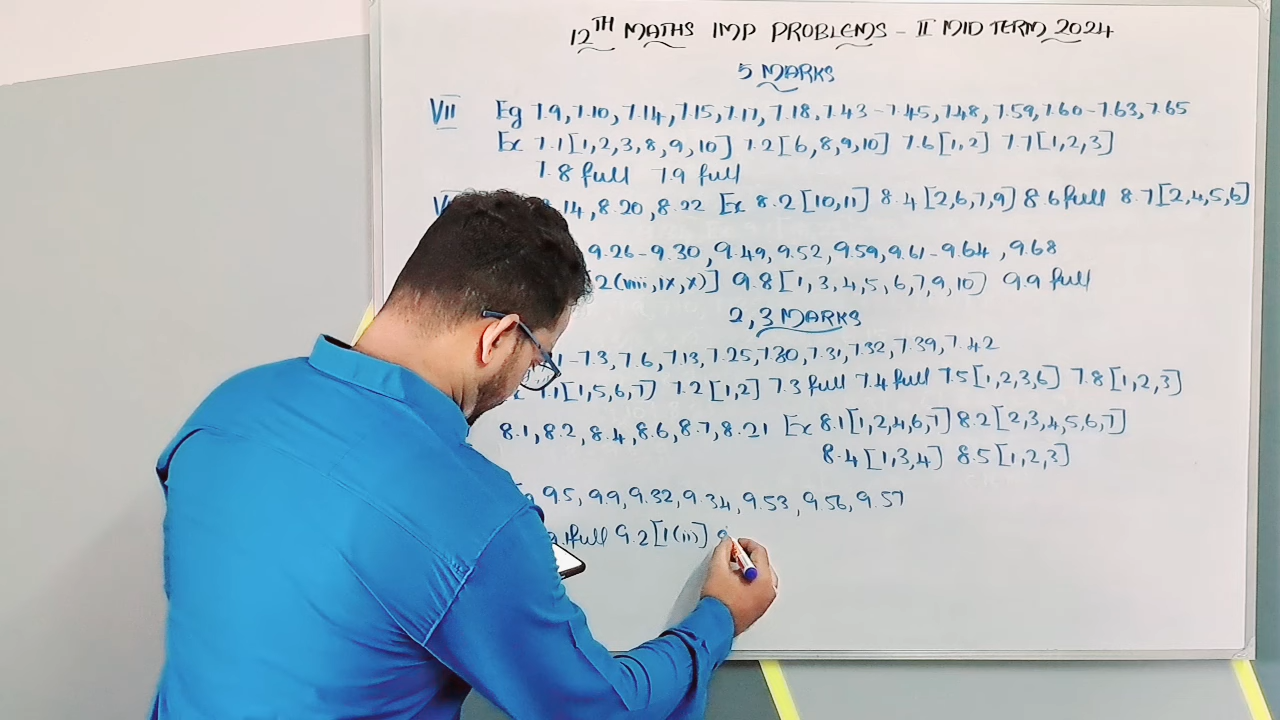 12TH MATHS IMP PROBLEMS - II MID TERM 2024
5 MARKS
VII Eg 7.9, 7.10, 7.14, 7.15, 7.17, 7.18, 7.43 - 7.45, 7.48, 7.59, 7.60 - 7.63, 7.65
Ex 7.1 [1,2,3,8,9,10] 7.2 [6,8,9,10] 7.6 [1,2] 7.7 [1,2,3]
7.8 full 7.9 full
8.20, 8.22 Ex 8.2 [10,11] 8.4 [2,6,7,9] 8.6 full 8.7 [2,4,5,6]
9.26 - 9.30, 9.49, 9.52, 9.59, 9.61 - 9.64, 9.68
2(viii, ix, x)] 9.8 [1,3,4,5,6,7,9,10) 9.9 full
2,3 MARKS
- 7.3, 7.6, 7.13, 7.25, 7.30, 7.31, 7.32, 7.39, 7.42
7.1 [1,5,6,7) 7.2 [1,2] 7.3 full 7.4 full 7.5 [1,2,3,6] 7.8 [1,2,3]
8.1, 8.2, 8.4, 8.6, 8.7, 8.21 Ex 8.1 [1,2,4,6,7] 8.2 [2,3,4,5,6,7]
8.4 [1,3,4] 8.5 [1,2,3]
9.5, 9.9, 9.32, 9.34, 9.53, 9.56, 9.57
full 9.2 [1(ii)] 9